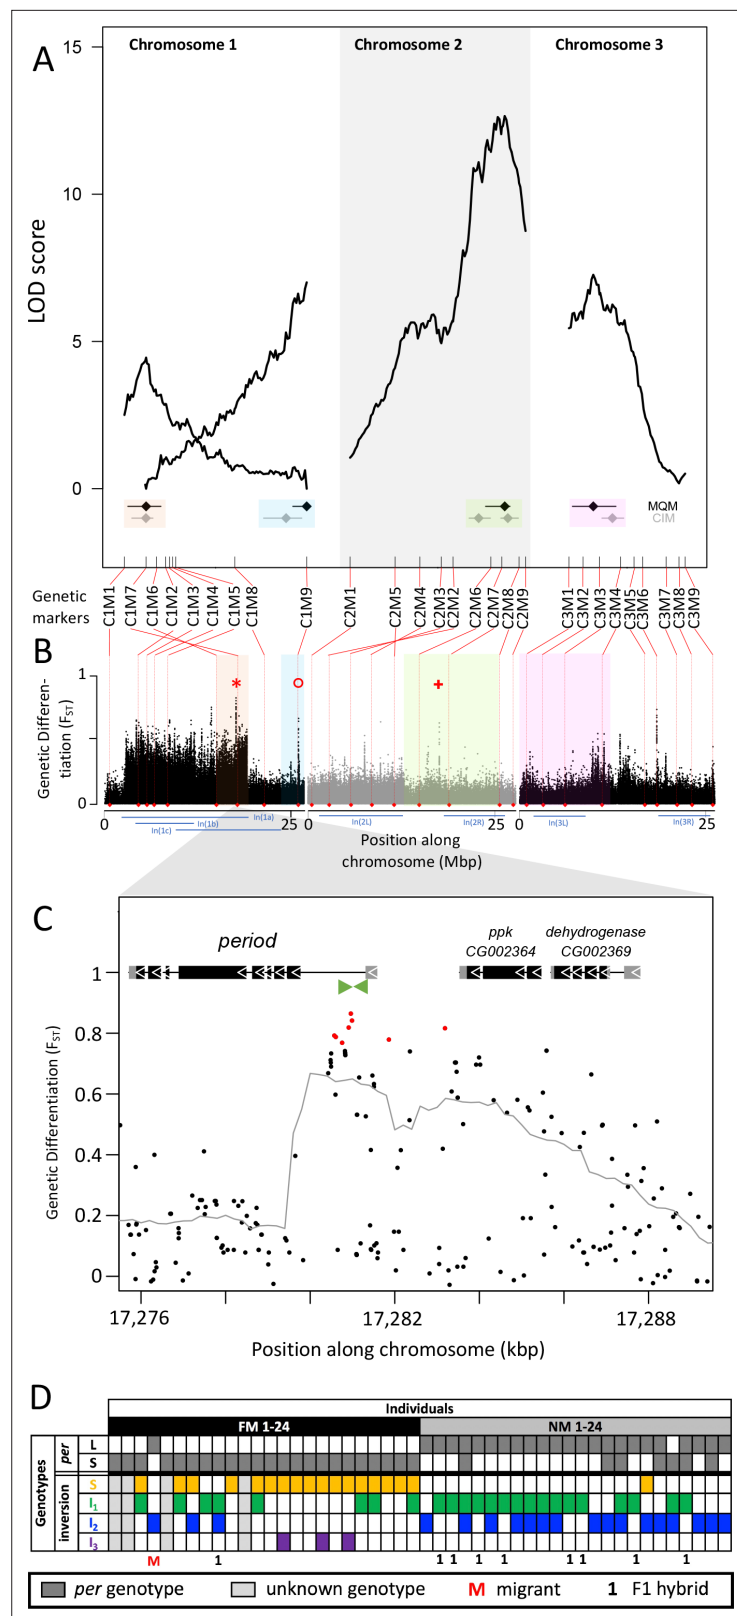 A
Chromosome 1
Chromosome 2
Chromosome 3
15
10
5
0
LOD score
MQM
CIM
Genetic markers
C1M1
C1M7
C1M6
C1M2
C1M3
C1M4
C1M5
C1M8
C1M9
C2M1
C2M5
C2M4
C2M3
C2M2
C2M6
C2M7
C2M8
C2M9
C3M1
C3M2
C3M3
C3M4
C3M5
C3M6
C3M7
C3M8
C3M9
B
Genetic Differen-
tiation (FST)
1
0
*
+
In(1c)
In(1b)
In(1a)
In(2L)
In(2R)
In(3L)
In(3R)
0
25
0
25
0
25
Position along
chromosome (Mbp)
C
period
ppk
CG002364
dehydrogenase
CG002369
Genetic Differentiation (FST)
1
0.8
0.6
0.4
0.2
0
17,276
17,282
17,288
Position along chromosome (kbp)
D
Individuals
FM 1-24
NM 1-24
Genotypes
per
L
S
inversion
S
I1
I2
I3
M 1 1 1 1 1 1 1 1 1
per genotype
unknown genotype
M migrant
1 F1 hybrid